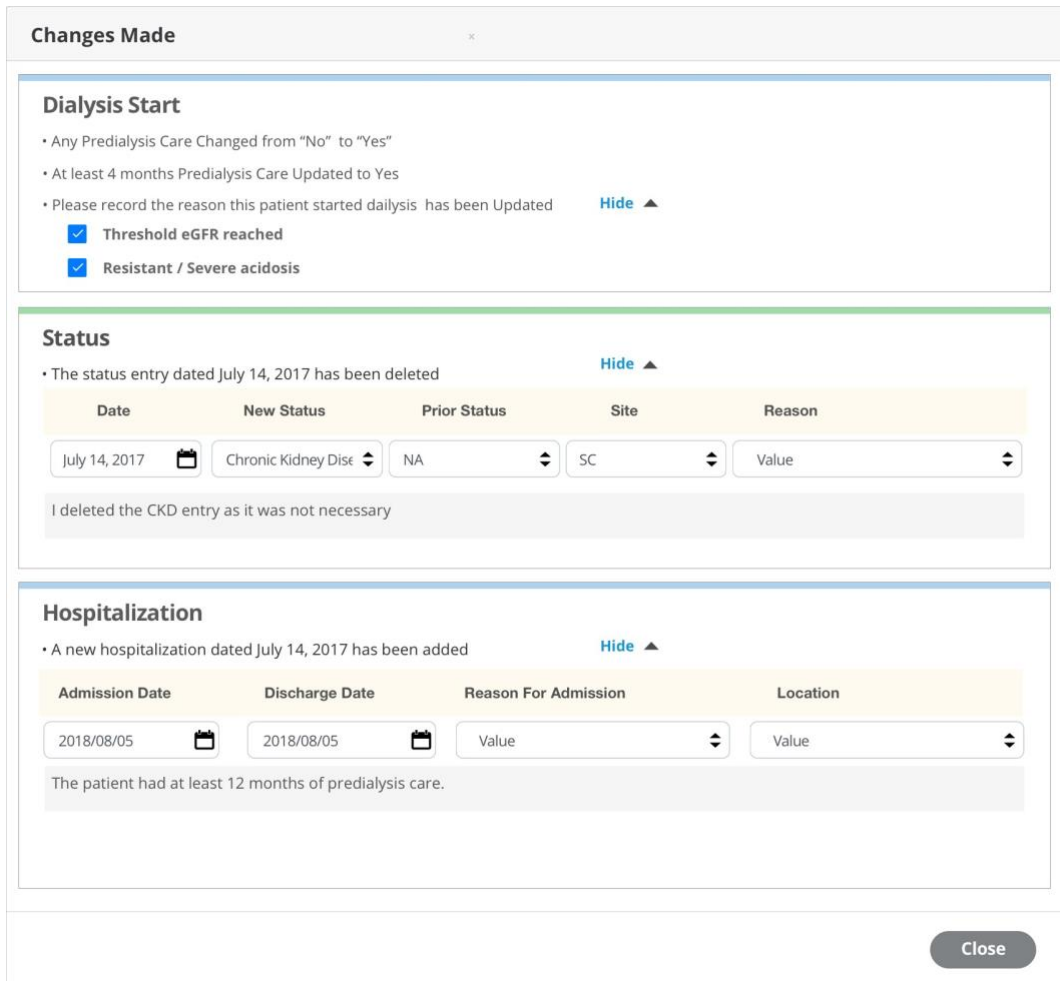 Changes Made ×
Dialysis Start
• Any Predialysis Care Changed from “No” to “Yes”
• At least 4 months Predialysis Care Updated to Yes
• Please record the reason this patient started dailysis has been Updated Hide
Threshold eGFR reached
Resistant / Severe acidosis
Status
• The status entry dated July 14, 2017 has been deleted Hide
Date New Status Prior Status Site Reason
July 14, 2017 Chronic Kidney Dise NA SC Value
I deleted the CKD entry as it was not necessary
Hospitalization
• A new hospitalization dated July 14, 2017 has been added Hide
Admission Date Discharge Date Reason For Admission Location
2018/08/05 2018/08/05 Value Value
The patient had at least 12 months of predialysis care.
Close